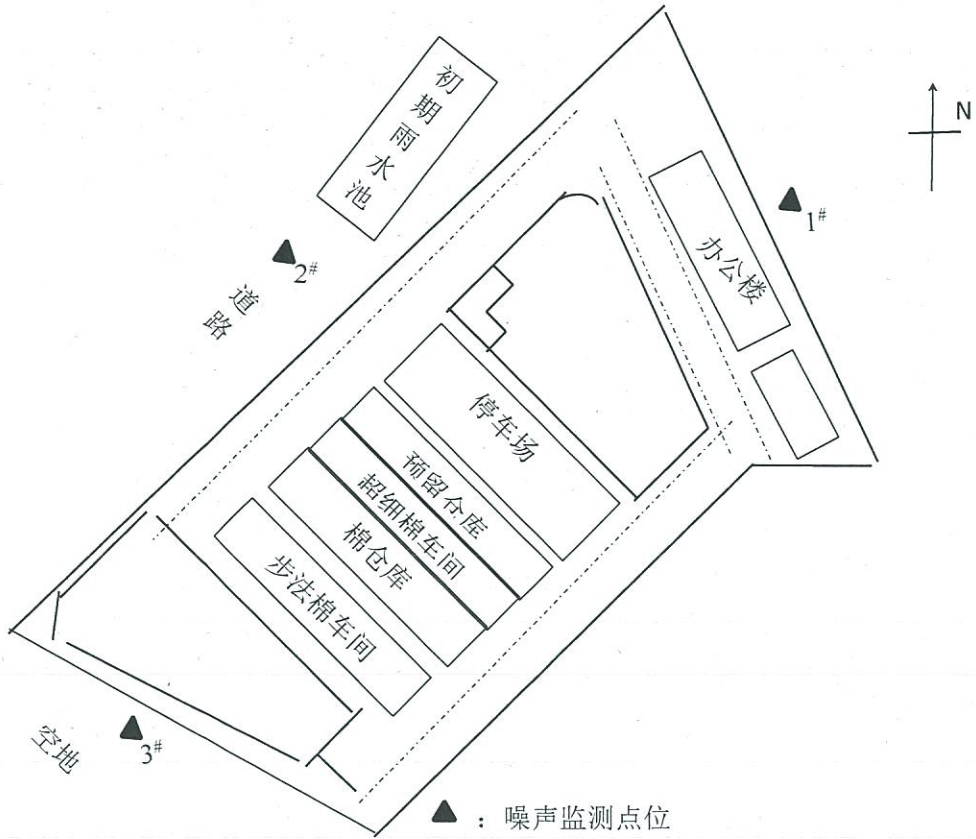 初期雨水池
N
1#
办公楼
2#
道路
停车场
预留仓库
超细棉车间
棉仓库
步法棉车间
3#
空地
▲：噪声监测点位